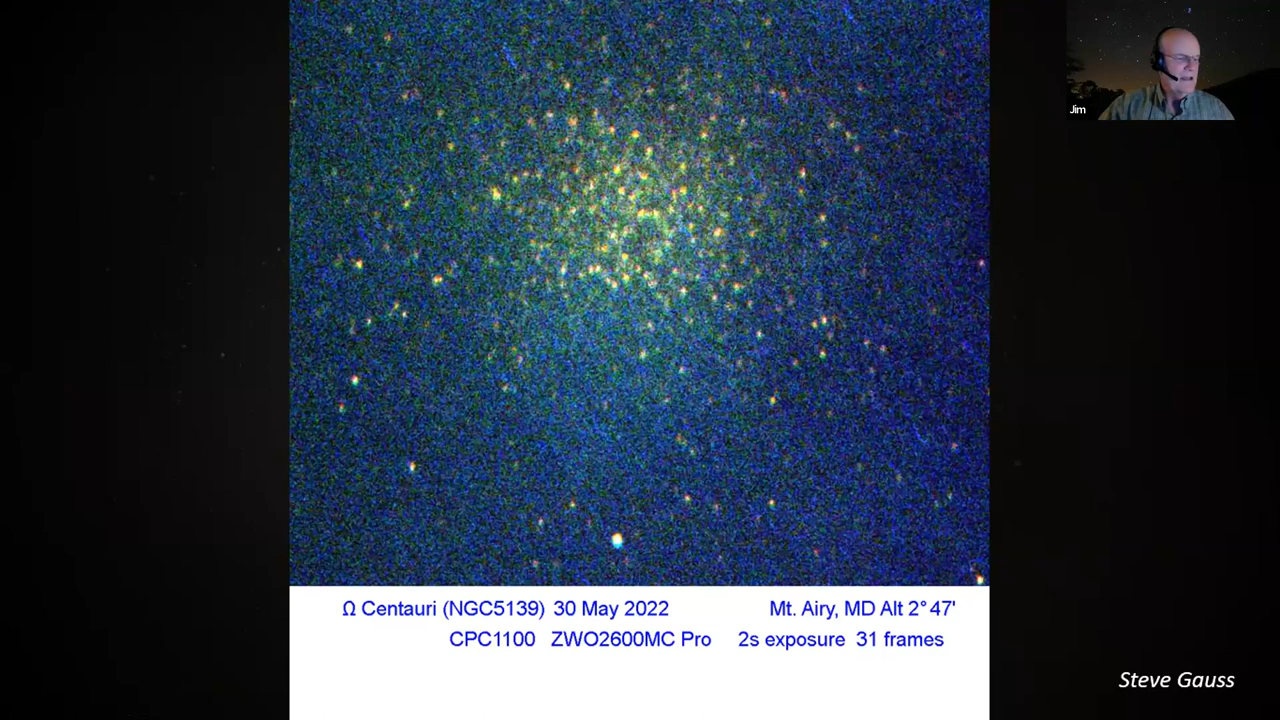 Jim
Ω Centauri (NGC5139) 30 May 2022 Mt. Airy, MD Alt 2° 47'
CPC1100 ZWO2600MC Pro 2s exposure 31 frames
Steve Gauss